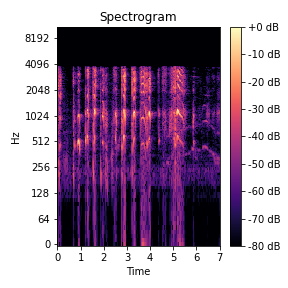 Spectrogram
8192
4096
2048
1024
512
256
128
64
0
Hz
0 1 2 3 4 5 6 7
Time
+0 dB
-10 dB
-20 dB
-30 dB
-40 dB
-50 dB
-60 dB
-70 dB
-80 dB